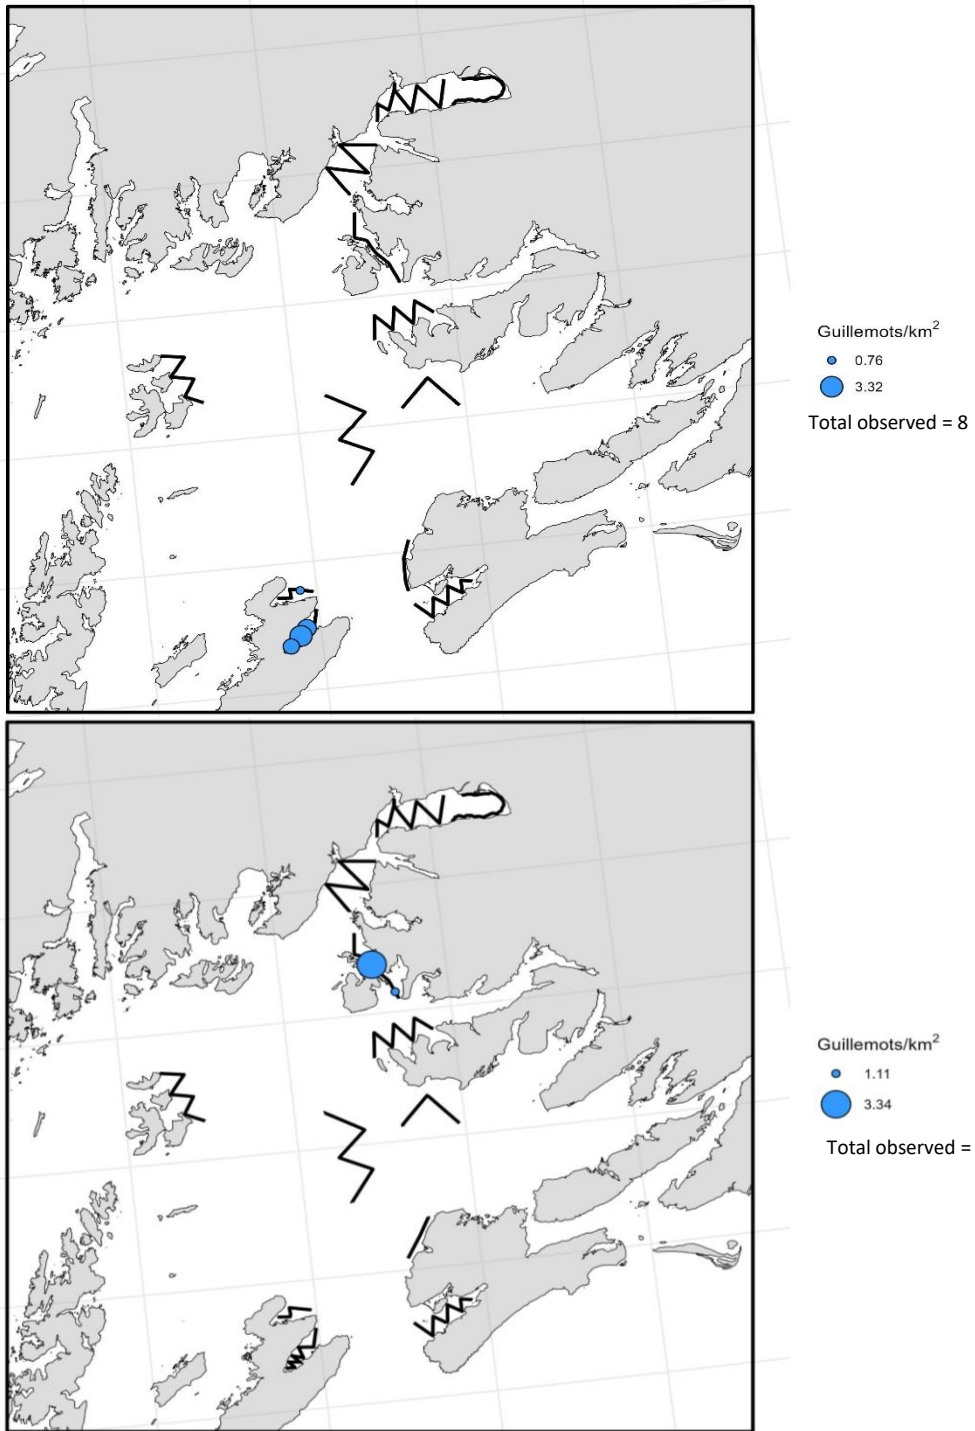 Guillemots/km²
0.76
3.32
Total observed = 8
Guillemots/km²
1.11
3.34
Total observed =